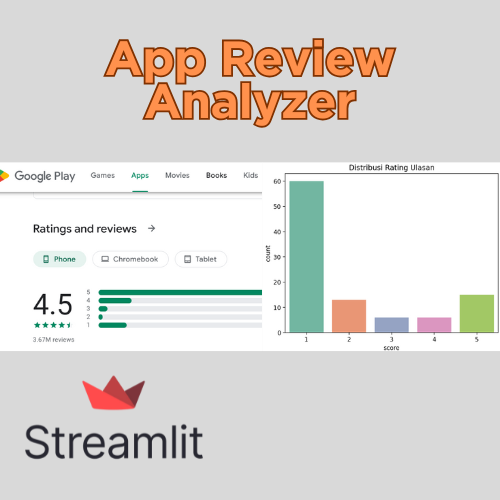 App Review
Analyzer
Google Play Games Apps Movies Books Kids
Ratings and reviews →
Phone Chromebook Tablet
4.5
5
4
3
2
1
3.67M reviews
Distribusi Rating Ulasan
60
50
40
30
20
10
0
count
1 2 3 4 5
score
Streamlit